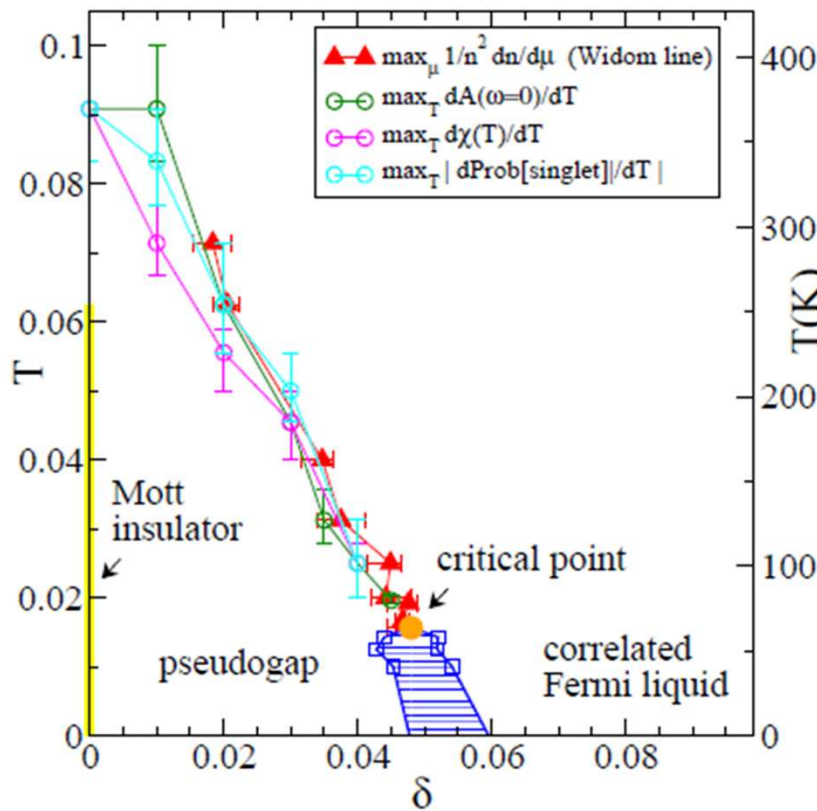 max_μ 1/n² dn/dμ (Widom line)
max_T dA(ω=0)/dT
max_T dχ(T)/dT
max_T | dProb[singlet]|/dT |
0.1
0.08
0.06
0.04
0.02
0
T
400
300
200
100
0
T(K)
Mott
insulator
critical point
pseudogap
correlated
Fermi liquid
0 0.02 0.04 0.06 0.08
δ